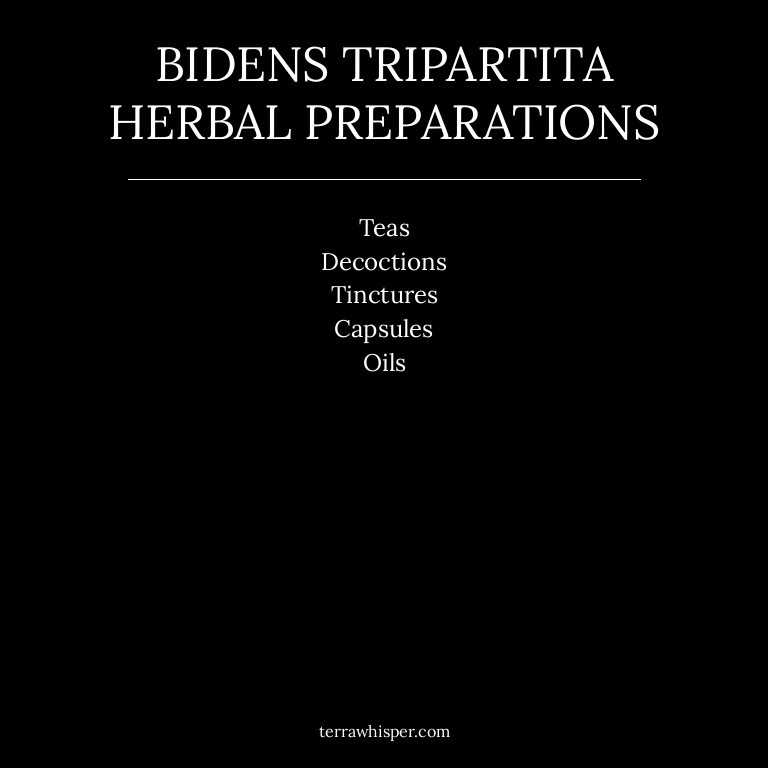 BIDENS TRIPARTITA
HERBAL PREPARATIONS
Teas
Decoctions
Tinctures
Capsules
Oils
terrawhisper.com